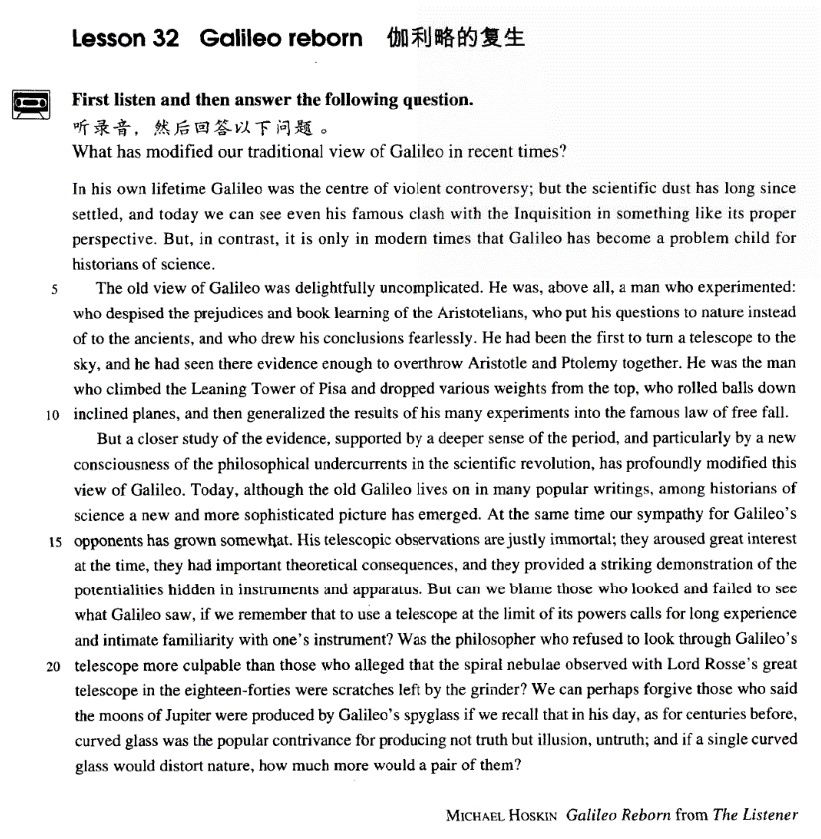 Lesson 32 Galileo reborn 伽利略的复生
First listen and then answer the following question.
听录音，然后回答以下问题。
What has modified our traditional view of Galileo in recent times?
In his own lifetime Galileo was the centre of violent controversy; but the scientific dust has long since
settled, and today we can see even his famous clash with the Inquisition in something like its proper
perspective. But, in contrast, it is only in modern times that Galileo has become a problem child for
historians of science.
5 The old view of Galileo was delightfully uncomplicated. He was, above all, a man who experimented:
who despised the prejudices and book learning of the Aristotelians, who put his questions to nature instead
of to the ancients, and who drew his conclusions fearlessly. He had been the first to turn a telescope to the
sky, and he had seen there evidence enough to overthrow Aristotle and Ptolemy together. He was the man
who climbed the Leaning Tower of Pisa and dropped various weights from the top, who rolled balls down
10 inclined planes, and then generalized the results of his many experiments into the famous law of free fall.
But a closer study of the evidence, supported by a deeper sense of the period, and particularly by a new
consciousness of the philosophical undercurrents in the scientific revolution, has profoundly modified this
view of Galileo. Today, although the old Galileo lives on in many popular writings, among historians of
science a new and more sophisticated picture has emerged. At the same time our sympathy for Galileo's
15 opponents has grown somewhat. His telescopic observations are justly immortal; they aroused great interest
at the time, they had important theoretical consequences, and they provided a striking demonstration of the
potentialities hidden in instruments and apparatus. But can we blame those who looked and failed to see
what Galileo saw, if we remember that to use a telescope at the limit of its powers calls for long experience
and intimate familiarity with one's instrument? Was the philosopher who refused to look through Galileo's
20 telescope more culpable than those who alleged that the spiral nebulae observed with Lord Rosse's great
telescope in the eighteen-forties were scratches left by the grinder? We can perhaps forgive those who said
the moons of Jupiter were produced by Galileo's spyglass if we recall that in his day, as for centuries before,
curved glass was the popular contrivance for producing not truth but illusion, untruth; and if a single curved
glass would distort nature, how much more would a pair of them?
MICHAEL HOSKIN Galileo Reborn from The Listener